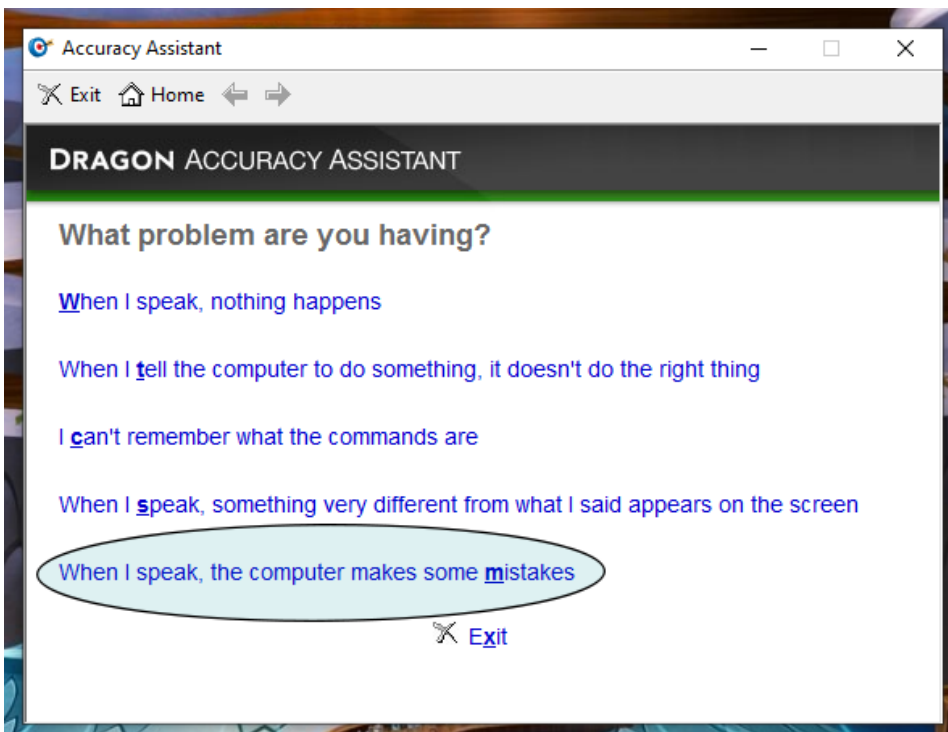 Accuracy Assistant
Exit Home
DRAGON ACCURACY ASSISTANT
What problem are you having?
When I speak, nothing happens
When I tell the computer to do something, it doesn't do the right thing
I can't remember what the commands are
When I speak, something very different from what I said appears on the screen
When I speak, the computer makes some mistakes
Exit